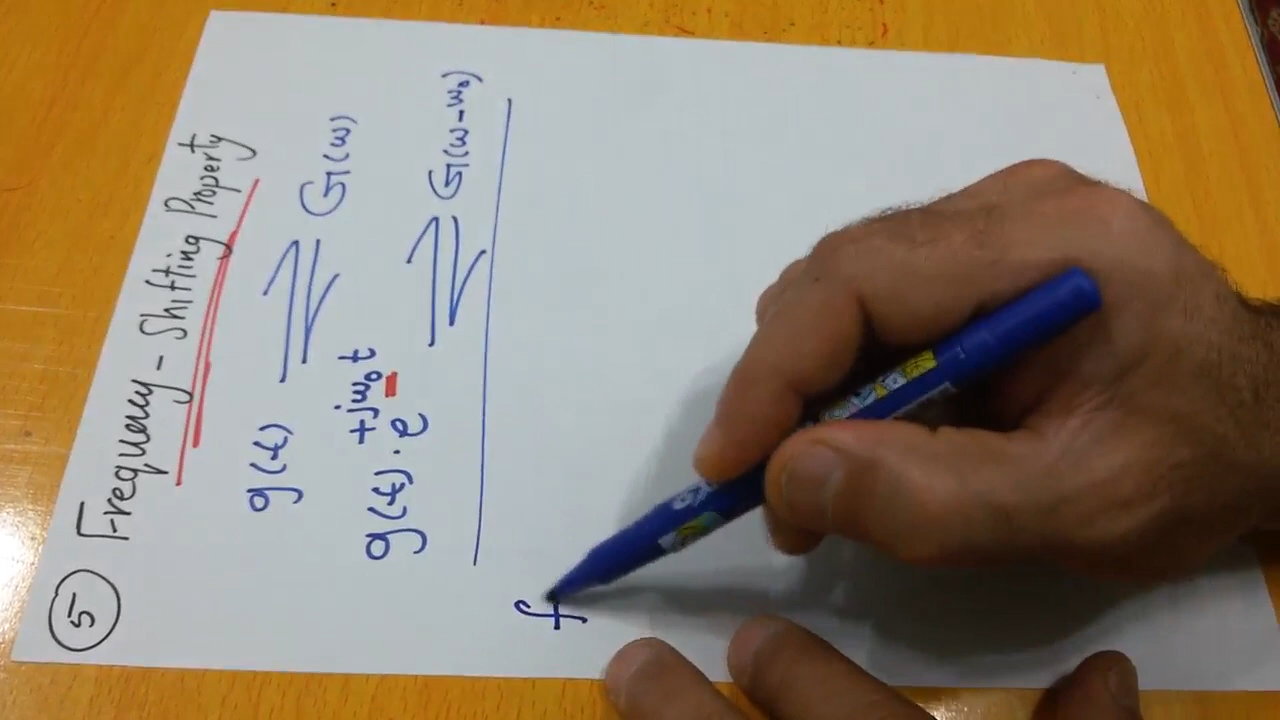 ⑤ Frequency - Shifting Property
g(t) ⇌ G(ω)
g(t) · e^{+jω₀t} ⇌ G(ω-ω₀)
f